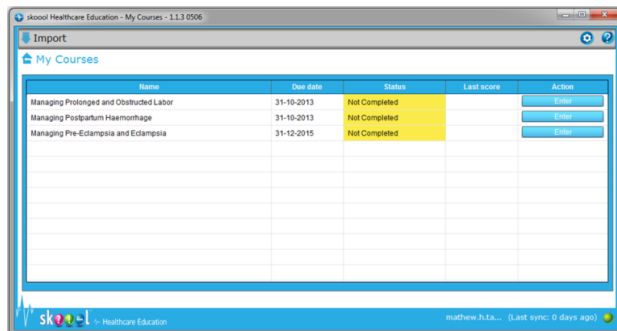 skoool Healthcare Education - My Courses - 1.1.3 0506
Import
My Courses
Name Due date Status Last score Action
Managing Prolonged and Obstructed Labor 31-10-2013 Not Completed Enter
Managing Postpartum Haemorrhage 31-10-2013 Not Completed Enter
Managing Pre-Eclampsia and Eclampsia 31-12-2015 Not Completed Enter
skoool Healthcare Education mathew.h.ta... (Last sync: 0 days ago)